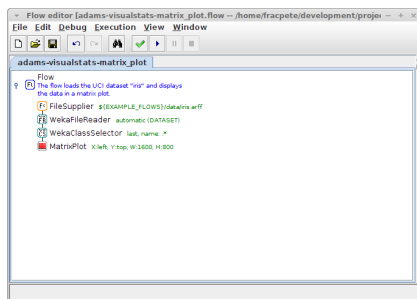 Flow editor [adams-visualstats-matrix_plot.flow -- /home/fracpete/development/projec
File Edit Debug Execution View Window
adams-visualstats-matrix_plot
Flow
The flow loads the UCI dataset "iris" and displays
the data in a matrix plot.
FileSupplier ${EXAMPLE_FLOWS}/data/iris.arff
WekaFileReader automatic (DATASET)
WekaClassSelector last, name: .*
MatrixPlot X:left, Y:top, W:1600, H:800